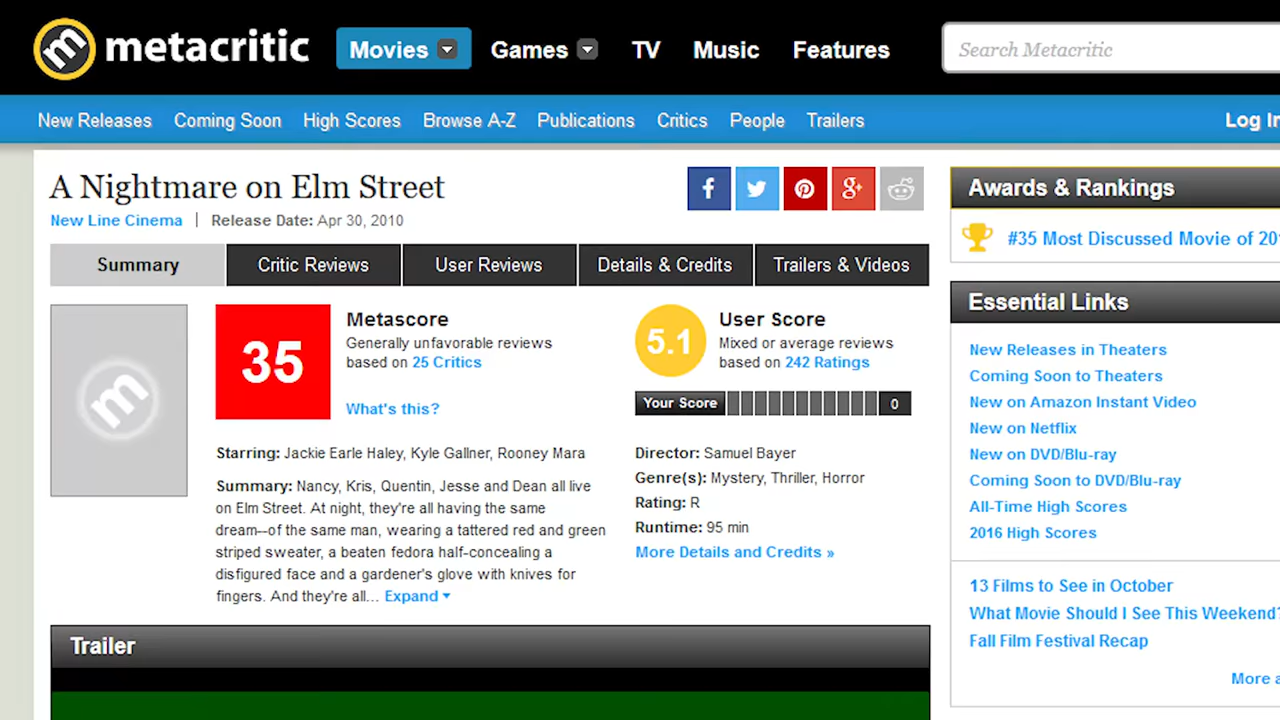 metacritic
Movies
Games
TV
Music
Features
Search Metacritic
New Releases
Coming Soon
High Scores
Browse A-Z
Publications
Critics
People
Trailers
Log In
A Nightmare on Elm Street
New Line Cinema | Release Date: Apr 30, 2010
Summary
Critic Reviews
User Reviews
Details & Credits
Trailers & Videos
35
Metascore
Generally unfavorable reviews
based on 25 Critics
What's this?
5.1
User Score
Mixed or average reviews
based on 242 Ratings
Your Score
0
Starring: Jackie Earle Haley, Kyle Gallner, Rooney Mara
Summary: Nancy, Kris, Quentin, Jesse and Dean all live
on Elm Street. At night, they're all having the same
dream--of the same man, wearing a tattered red and green
striped sweater, a beaten fedora half-concealing a
disfigured face and a gardener's glove with knives for
fingers. And they're all... Expand
Director: Samuel Bayer
Genre(s): Mystery, Thriller, Horror
Rating: R
Runtime: 95 min
More Details and Credits »
Trailer
Awards & Rankings
#35 Most Discussed Movie of 201
Essential Links
New Releases in Theaters
Coming Soon to Theaters
New on Amazon Instant Video
New on Netflix
New on DVD/Blu-ray
Coming Soon to DVD/Blu-ray
All-Time High Scores
2016 High Scores
13 Films to See in October
What Movie Should I See This Weekend?
Fall Film Festival Recap
More